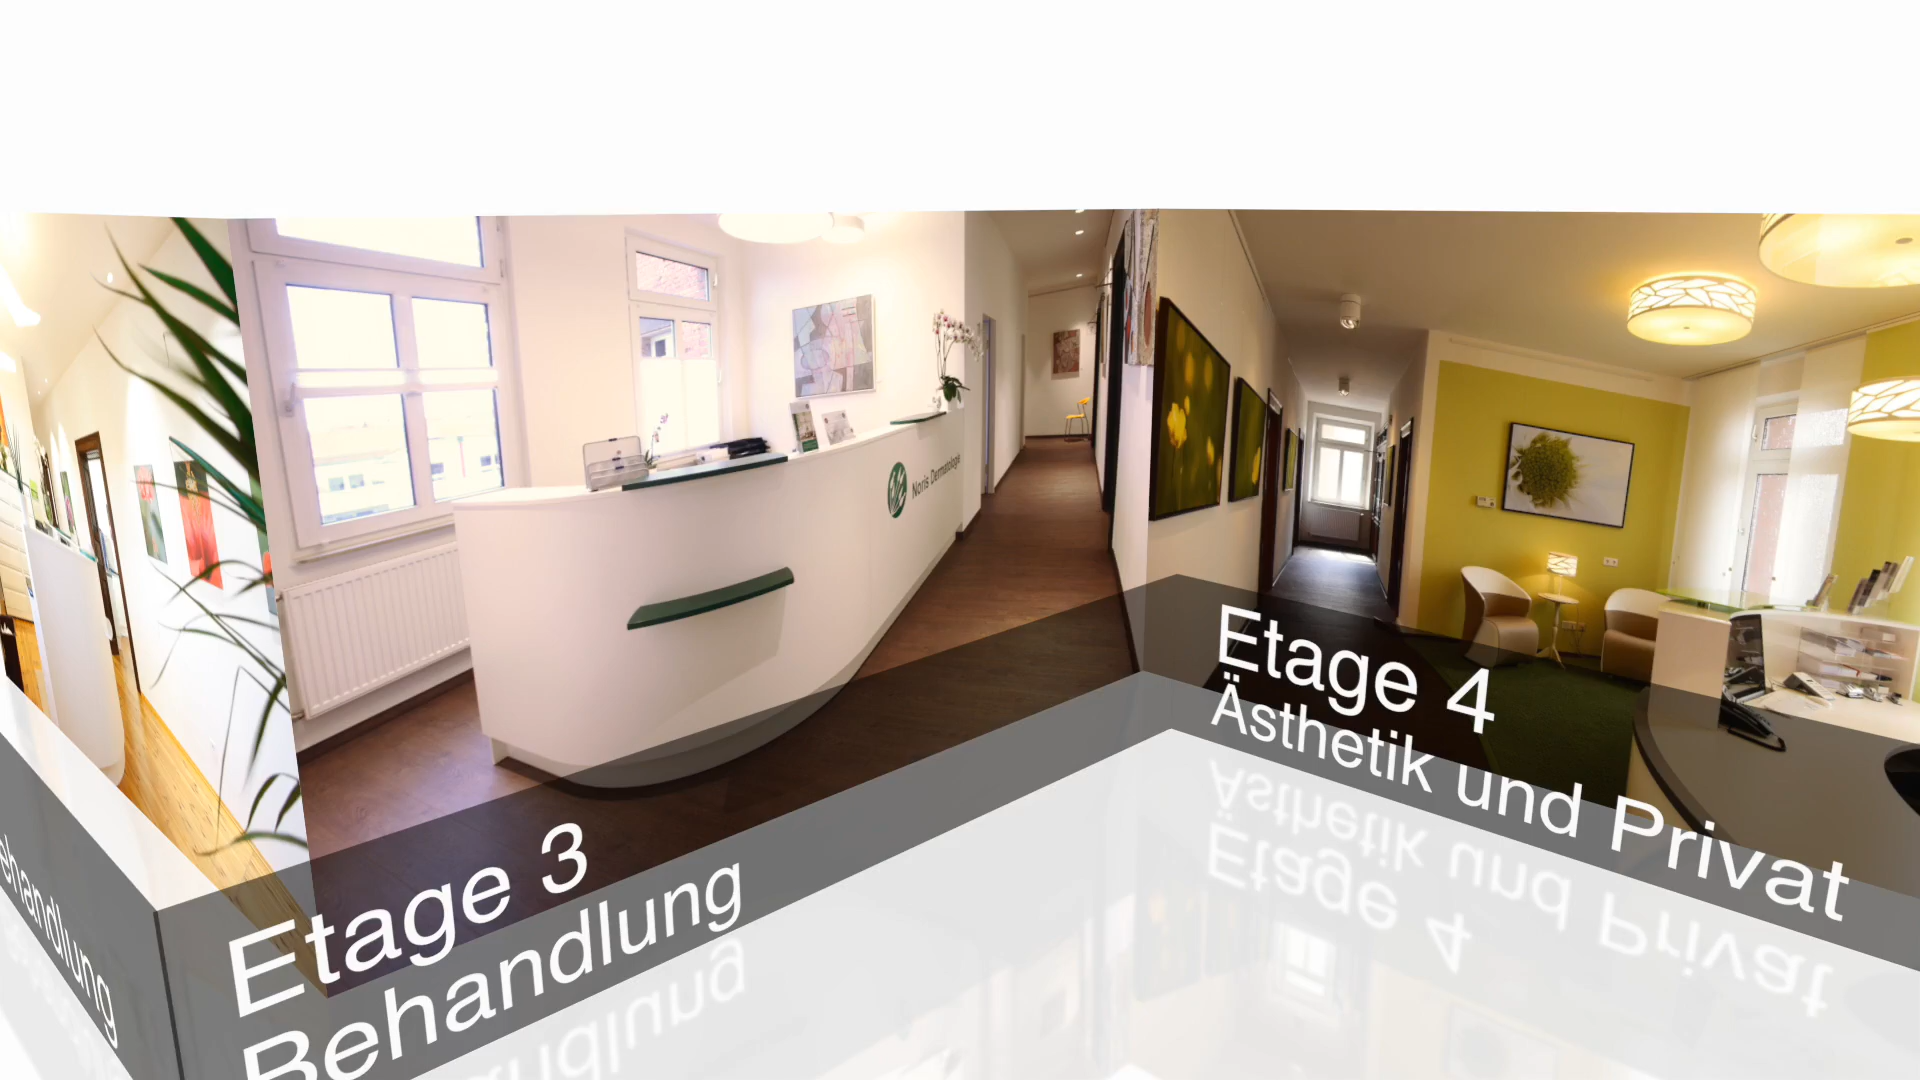 ehandlung
Noris Dermatologie
Etage 3
Behandlung
Etage 4
Ästhetik und Privat